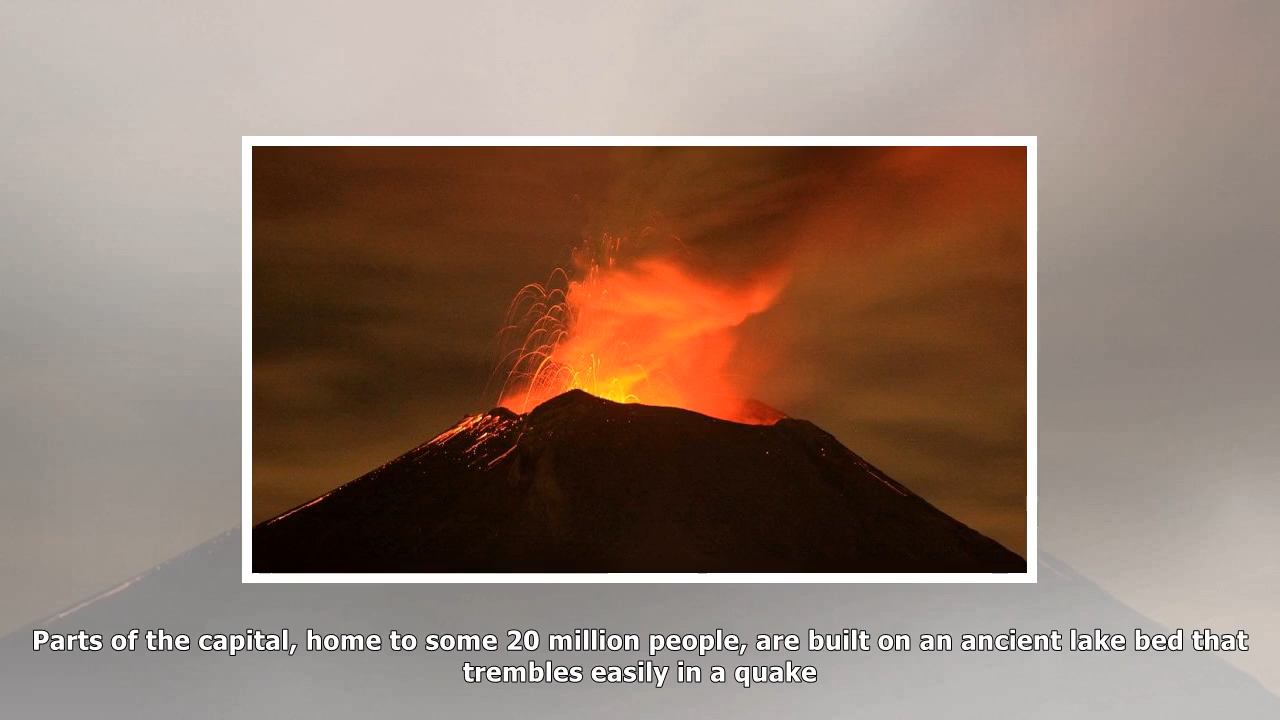 Parts of the capital, home to some 20 million people, are built on an ancient lake bed that
trembles easily in a quake